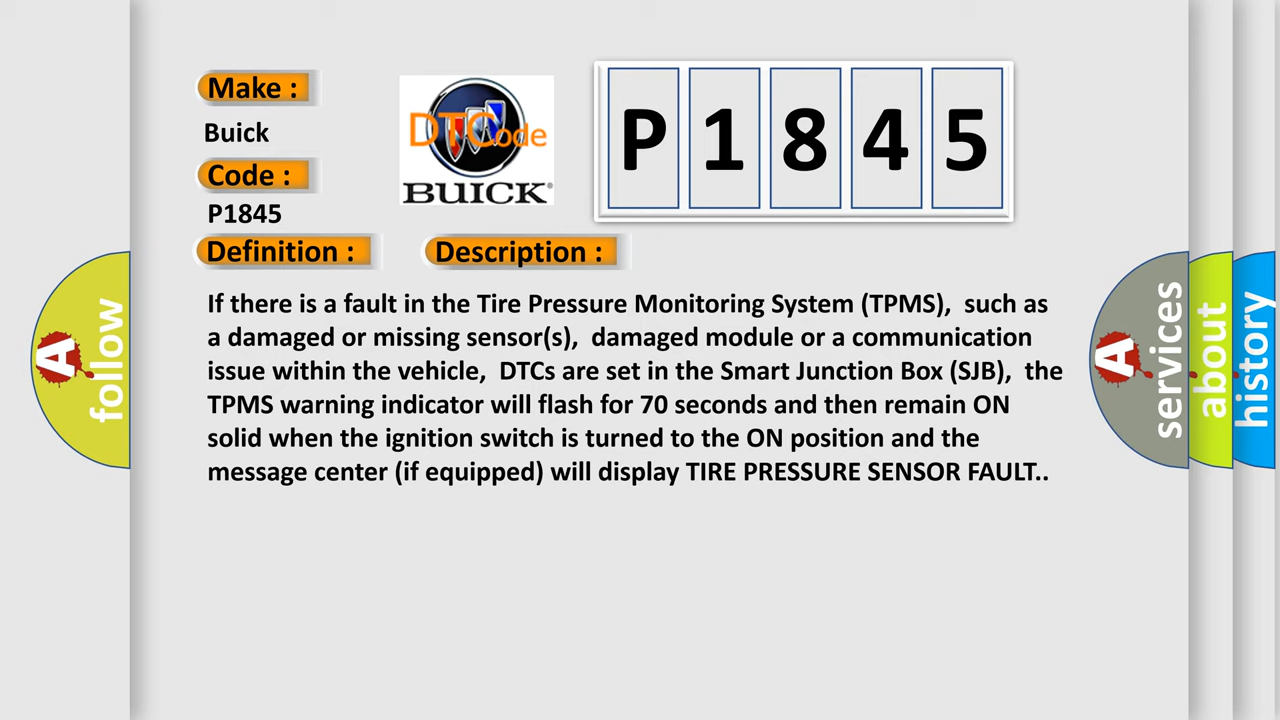 Make :
Buick
Code :
P1845
Definition :
Description :
DTCode
BUICK®
P1845
If there is a fault in the Tire Pressure Monitoring System (TPMS), such as
a damaged or missing sensor(s), damaged module or a communication
issue within the vehicle, DTCs are set in the Smart Junction Box (SJB), the
TPMS warning indicator will flash for 70 seconds and then remain ON
solid when the ignition switch is turned to the ON position and the
message center (if equipped) will display TIRE PRESSURE SENSOR FAULT..
A
follow
A
services
about
history